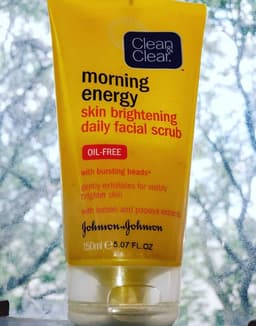 Clean &
Clear.
morning
energy
skin brightening
daily facial scrub
OIL-FREE
with bursting beads*
gently exfoliates for visibly
brighter skin
with lemon and papaya extracts
Johnson & Johnson
150ml e 5.07 FL.OZ